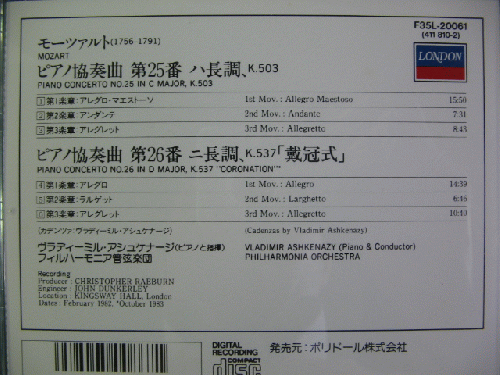 F35L-20061
(411 810-2)
LONDON
モーツァルト(1756-1791)
MOZART
ピアノ協奏曲 第25番 ハ長調、K.503
PIANO CONCERTO NO.25 IN C MAJOR, K.503
1 第1楽章:アレグロ・マエストーソ 1st Mov.: Allegro Maestoso 15:50
2 第2楽章:アンダンテ 2nd Mov.: Andante 7:31
3 第3楽章:アレグレット 3rd Mov.: Allegretto 8:43
ピアノ協奏曲 第26番 ニ長調、K.537「戴冠式」
PIANO CONCERTO NO.26 IN D MAJOR, K.537 "CORONATION"*
4 第1楽章:アレグロ 1st Mov.: Allegro 14:39
5 第2楽章:ラルゲット 2nd Mov.: Larghetto 6:46
6 第3楽章:アレグレット 3rd Mov.: Allegretto 10:40
(カデンツァ:ヴラディーミル・アシュケナージ) (Cadenzas by Vladimir Ashkenazy)
ヴラディーミル・アシュケナージ(ピアノと指揮) VLADIMIR ASHKENAZY (Piano & Conductor)
フィルハーモニア管弦楽団 PHILHARMONIA ORCHESTRA
Recording
Producer: CHRISTOPHER RAEBURN
Engineer: JOHN DUNKERLEY
Location: KINGSWAY HALL, London
Date: February 1982, *October 1983
DIGITAL RECORDING
COMPACT disc
発売元:ポリドール株式会社